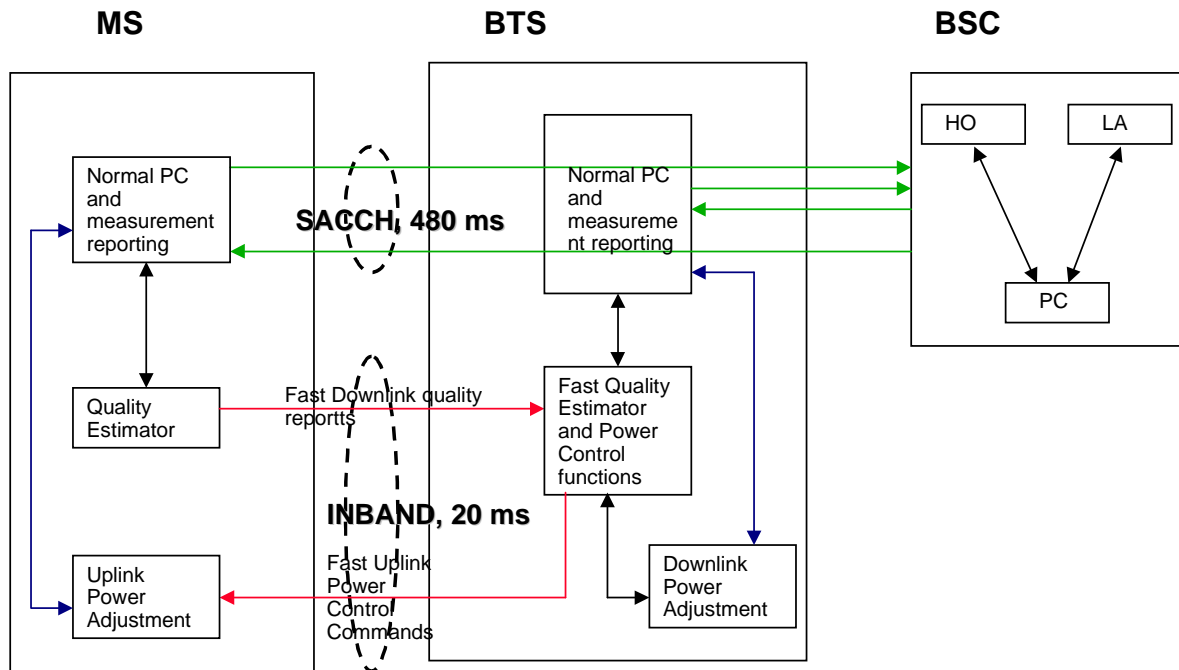 MS
BTS
BSC
HO
LA
PC
Normal PC
and
measurement
reporting
SACCH, 480 ms
Normal PC
and
measureme
nt reporting
Quality
Estimator
Fast Downlink quality
reportts
Fast Quality
Estimator
and Power
Control
functions
INBAND, 20 ms
Uplink
Power
Adjustment
Fast Uplink
Power
Control
Commands
Downlink
Power
Adjustment